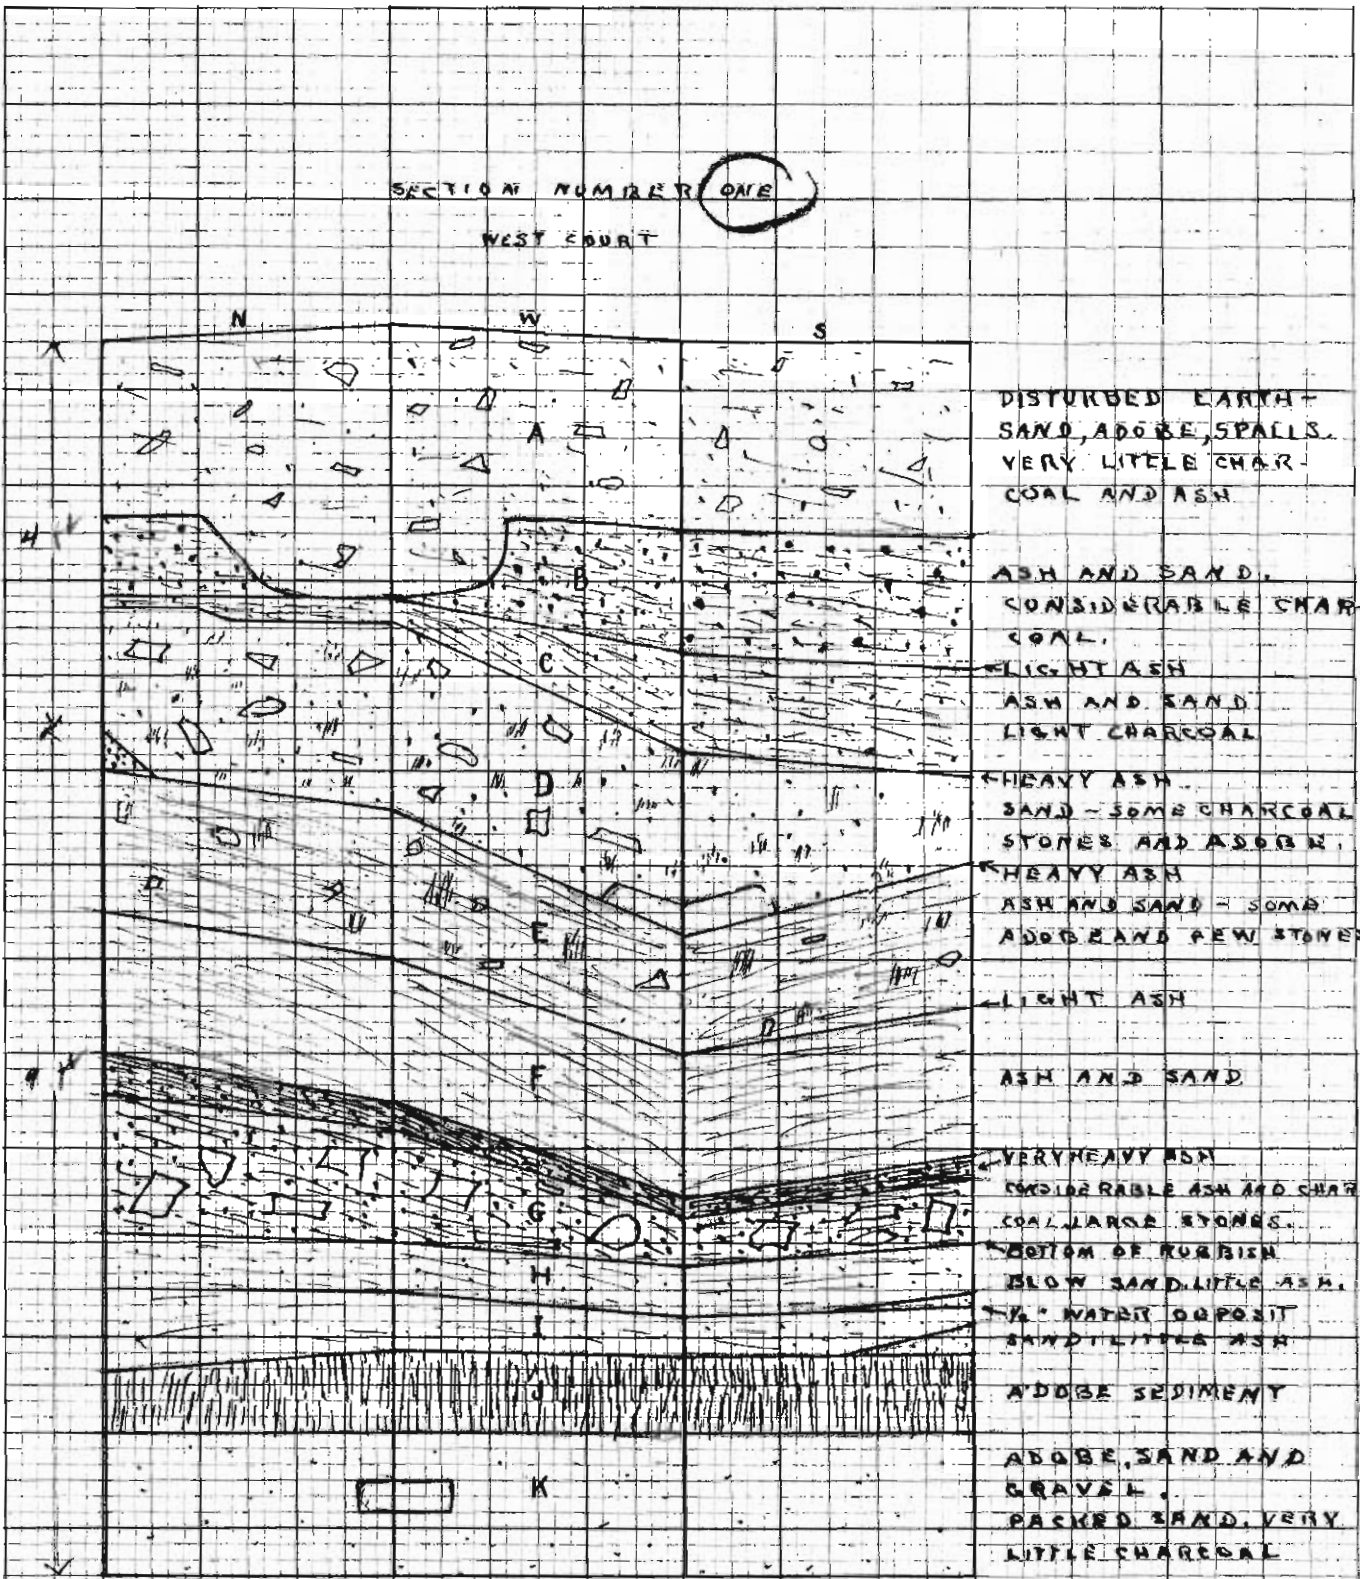 SECTION NUMBER ONE
WEST COURT
N W S
A
DISTURBED EARTH-
SAND, ADOBE, SPALLS.
VERY LITTLE CHAR-
COAL AND ASH
4
B
ASH AND SAND.
CONSIDERABLE CHAR
COAL.
LIGHT ASH
C
ASH AND SAND
LIGHT CHARCOAL
D
HEAVY ASH
SAND - SOME CHARCOAL
STONES AND ADOBE.
HEAVY ASH
E
ASH AND SAND - SOME
ADOBE AND FEW STONES
LIGHT ASH
F
ASH AND SAND
VERY HEAVY ASH
G
CONSIDERABLE ASH AND CHAR
COAL. LARGE STONES.
BOTTOM OF RUBBISH
H
BLOW SAND. LITTLE ASH.
WATER DEPOSIT
I
SAND. LITTLE ASH
J
ADOBE SEDIMENT
K
ADOBE, SAND AND
GRAVEL.
PACKED SAND. VERY
LITTLE CHARCOAL